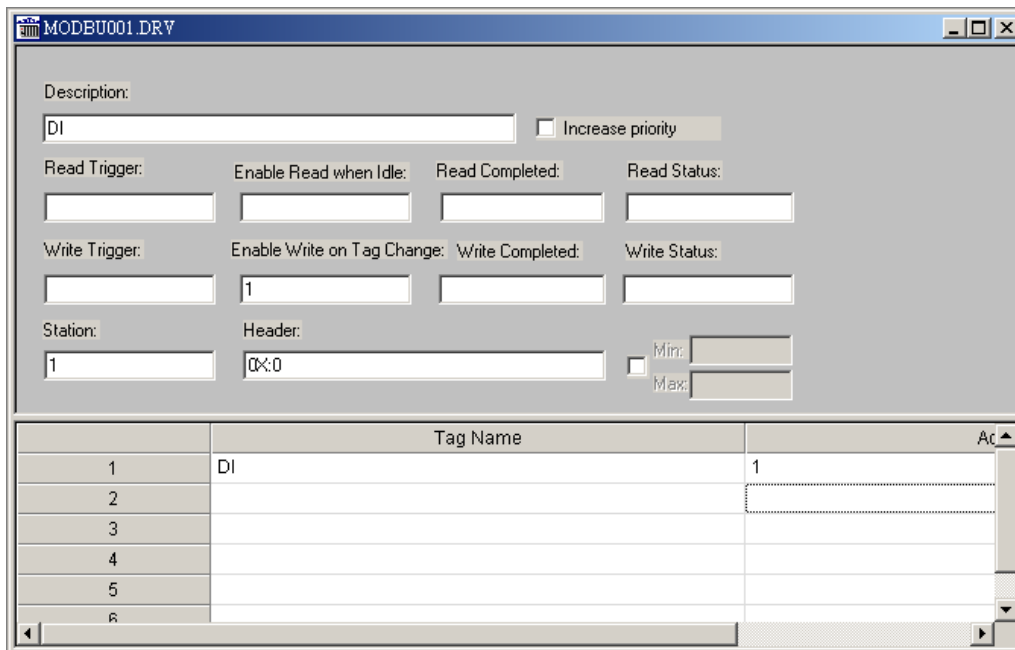 MODBU001.DRV
Description:
DI
Increase priority
Read Trigger: Enable Read when Idle: Read Completed: Read Status:
Write Trigger: Enable Write on Tag Change: Write Completed: Write Status:
1
Station: Header:
1 0X:0
Min:
Max:
Tag Name Ad
1 DI 1
2
3
4
5
6